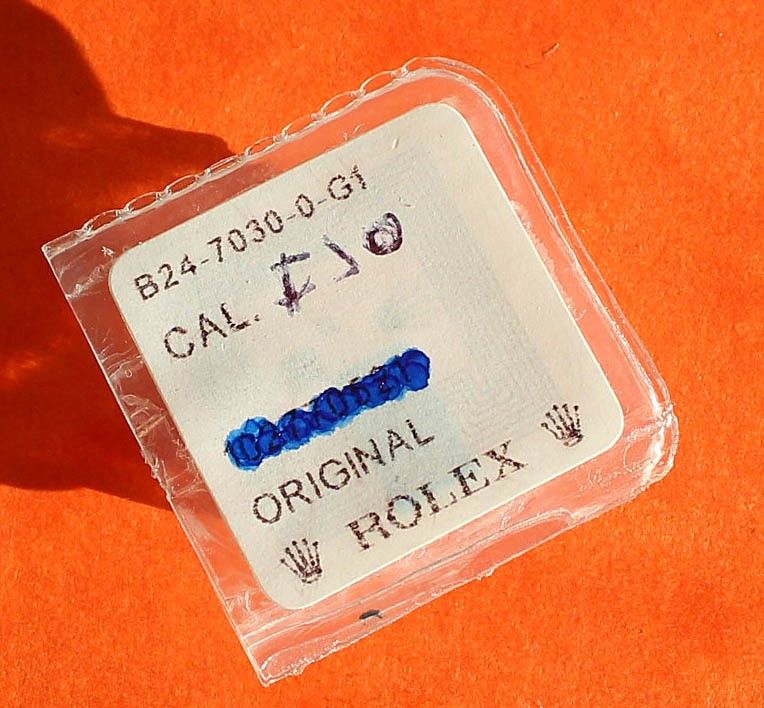 B24-7030-0-G1
CAL.
ORIGINAL
ROLEX